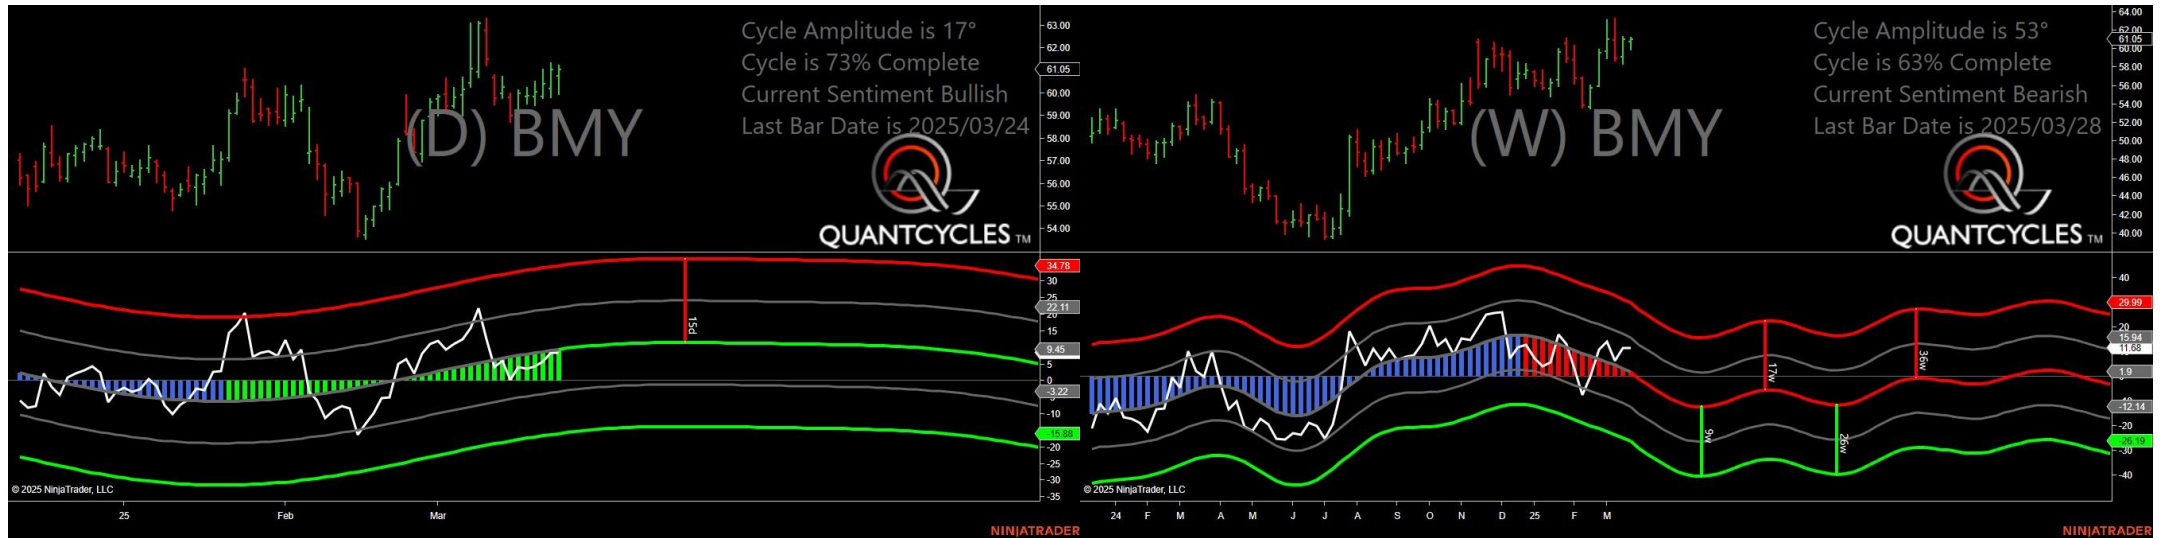 Cycle Amplitude is 17°
Cycle is 73% Complete
Current Sentiment Bullish
Last Bar Date is 2025/03/24
(D) BMY
QUANTCYCLES TM
63.00
62.00
61.05
60.00
59.00
58.00
57.00
56.00
55.00
54.00
34.78
30
25
22.11
20
15
9.45
5
0
-3.22
-10
-15.88
-20
-25
-30
-35
15d
© 2025 NinjaTrader, LLC
25 Feb Mar
NINJATRADER
Cycle Amplitude is 53°
Cycle is 63% Complete
Current Sentiment Bearish
Last Bar Date is 2025/03/28
(W) BMY
QUANTCYCLES TM
64.00
62.00
61.05
60.00
58.00
56.00
54.00
52.00
50.00
48.00
46.00
44.00
42.00
40.00
40
29.99
20
15.94
11.68
1.9
-12.14
-20
-26.19
-30
-40
9w
17w
26w
36w
© 2025 NinjaTrader, LLC
24 F M A M J J A S O N D 25 F M
NINJATRADER